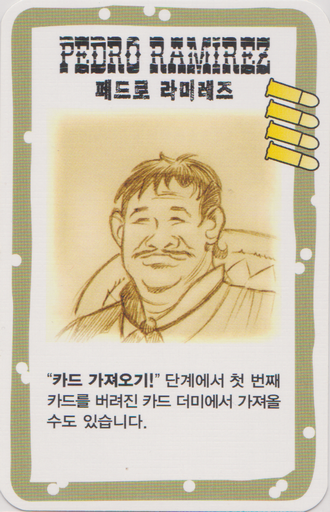 PEDRO RAMIREZ
페드로 라미레즈
“카드 가져오기!” 단계에서 첫 번째
카드를 버려진 카드 더미에서 가져올
수도 있습니다.